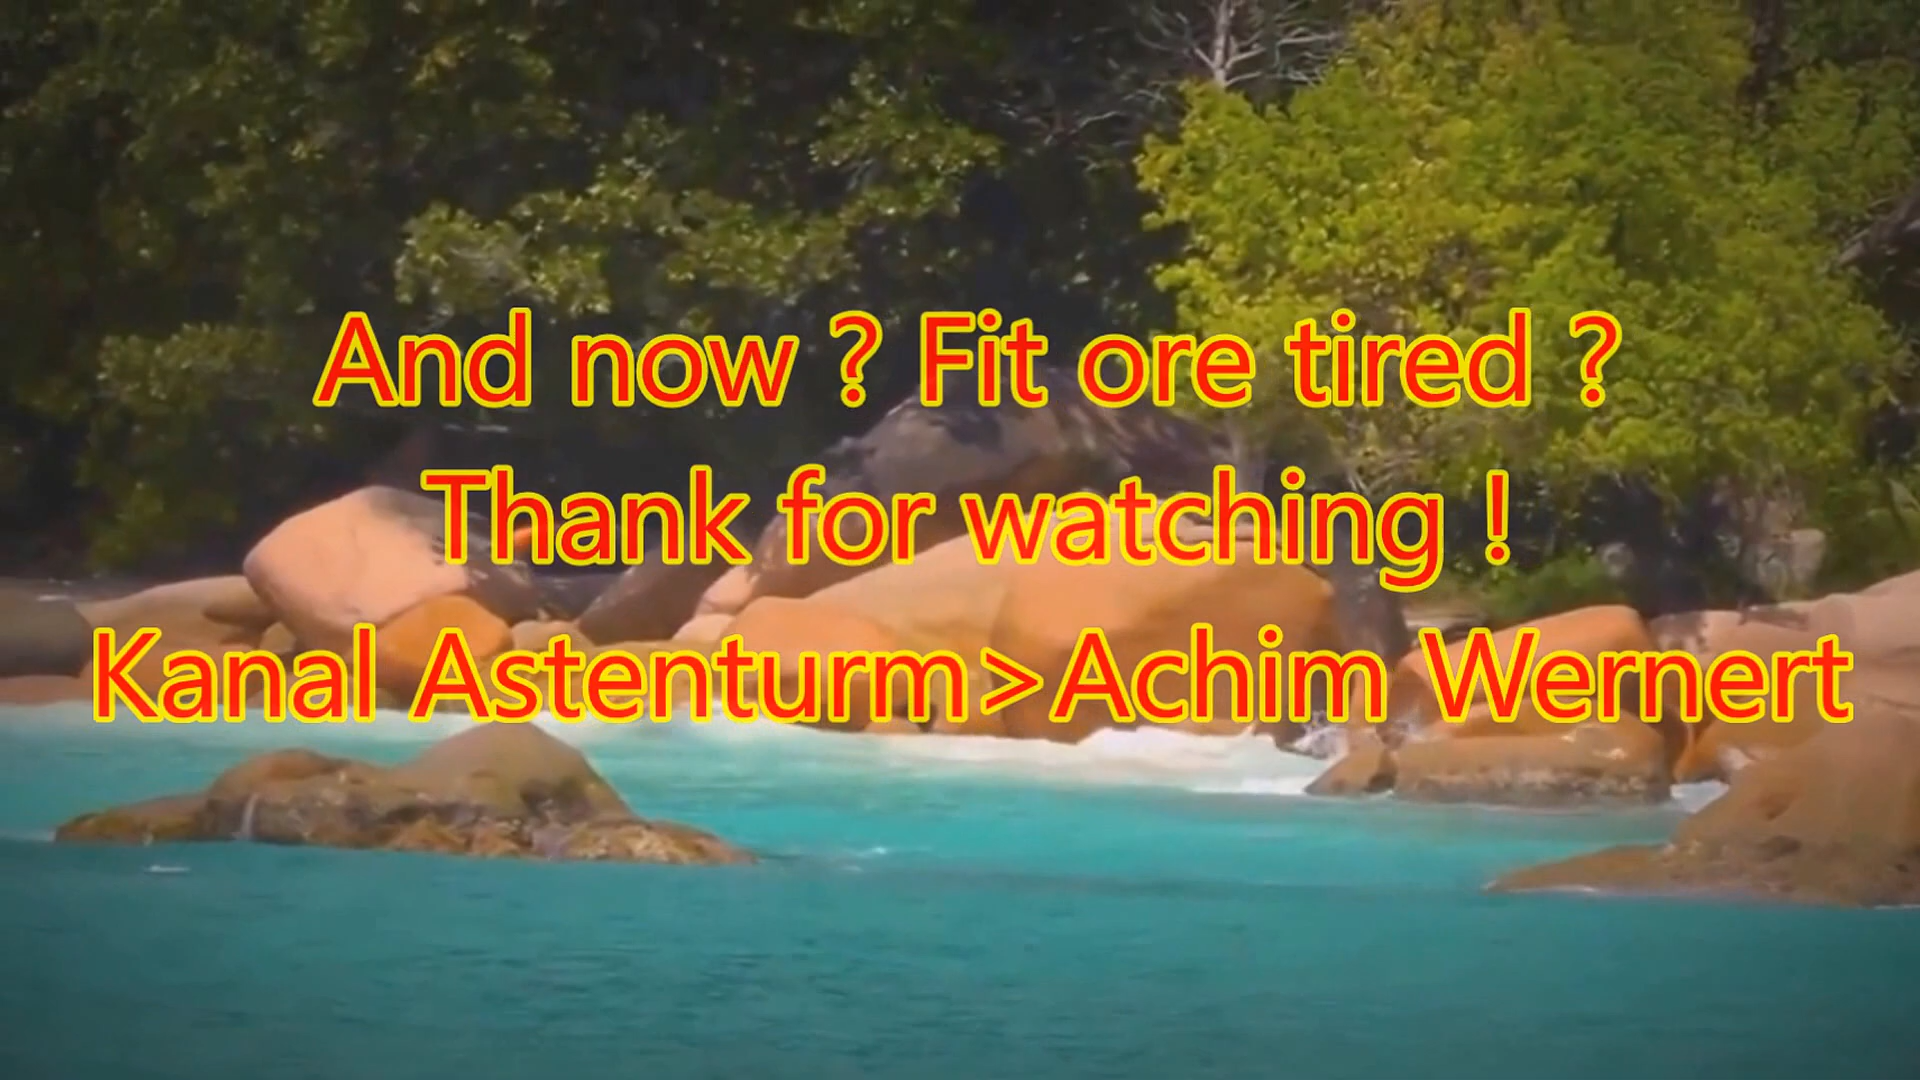 And now ? Fit ore tired ?
Thank for watching !
Kanal Astenturm>Achim Wernert